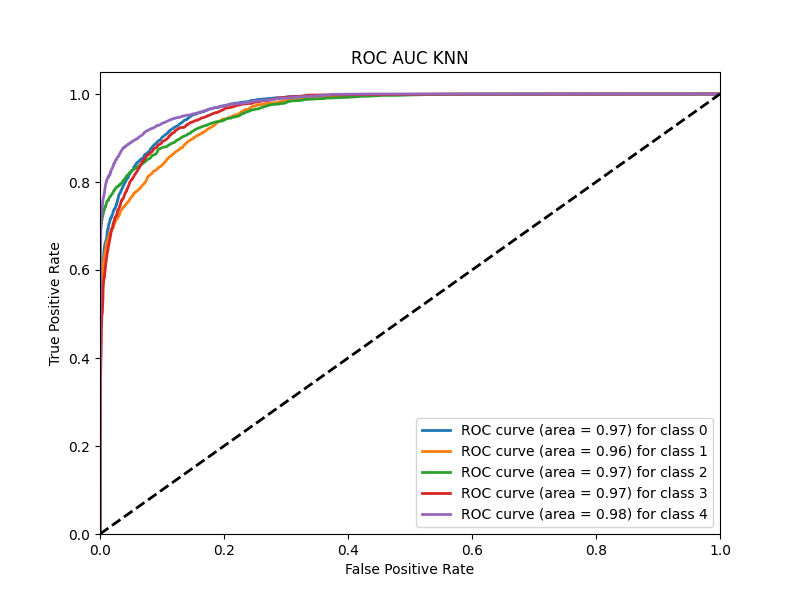 ROC AUC KNN
1.0
0.8
0.6
0.4
0.2
0.0
True Positive Rate
ROC curve (area = 0.97) for class 0
ROC curve (area = 0.96) for class 1
ROC curve (area = 0.97) for class 2
ROC curve (area = 0.97) for class 3
ROC curve (area = 0.98) for class 4
0.0 0.2 0.4 0.6 0.8 1.0
False Positive Rate